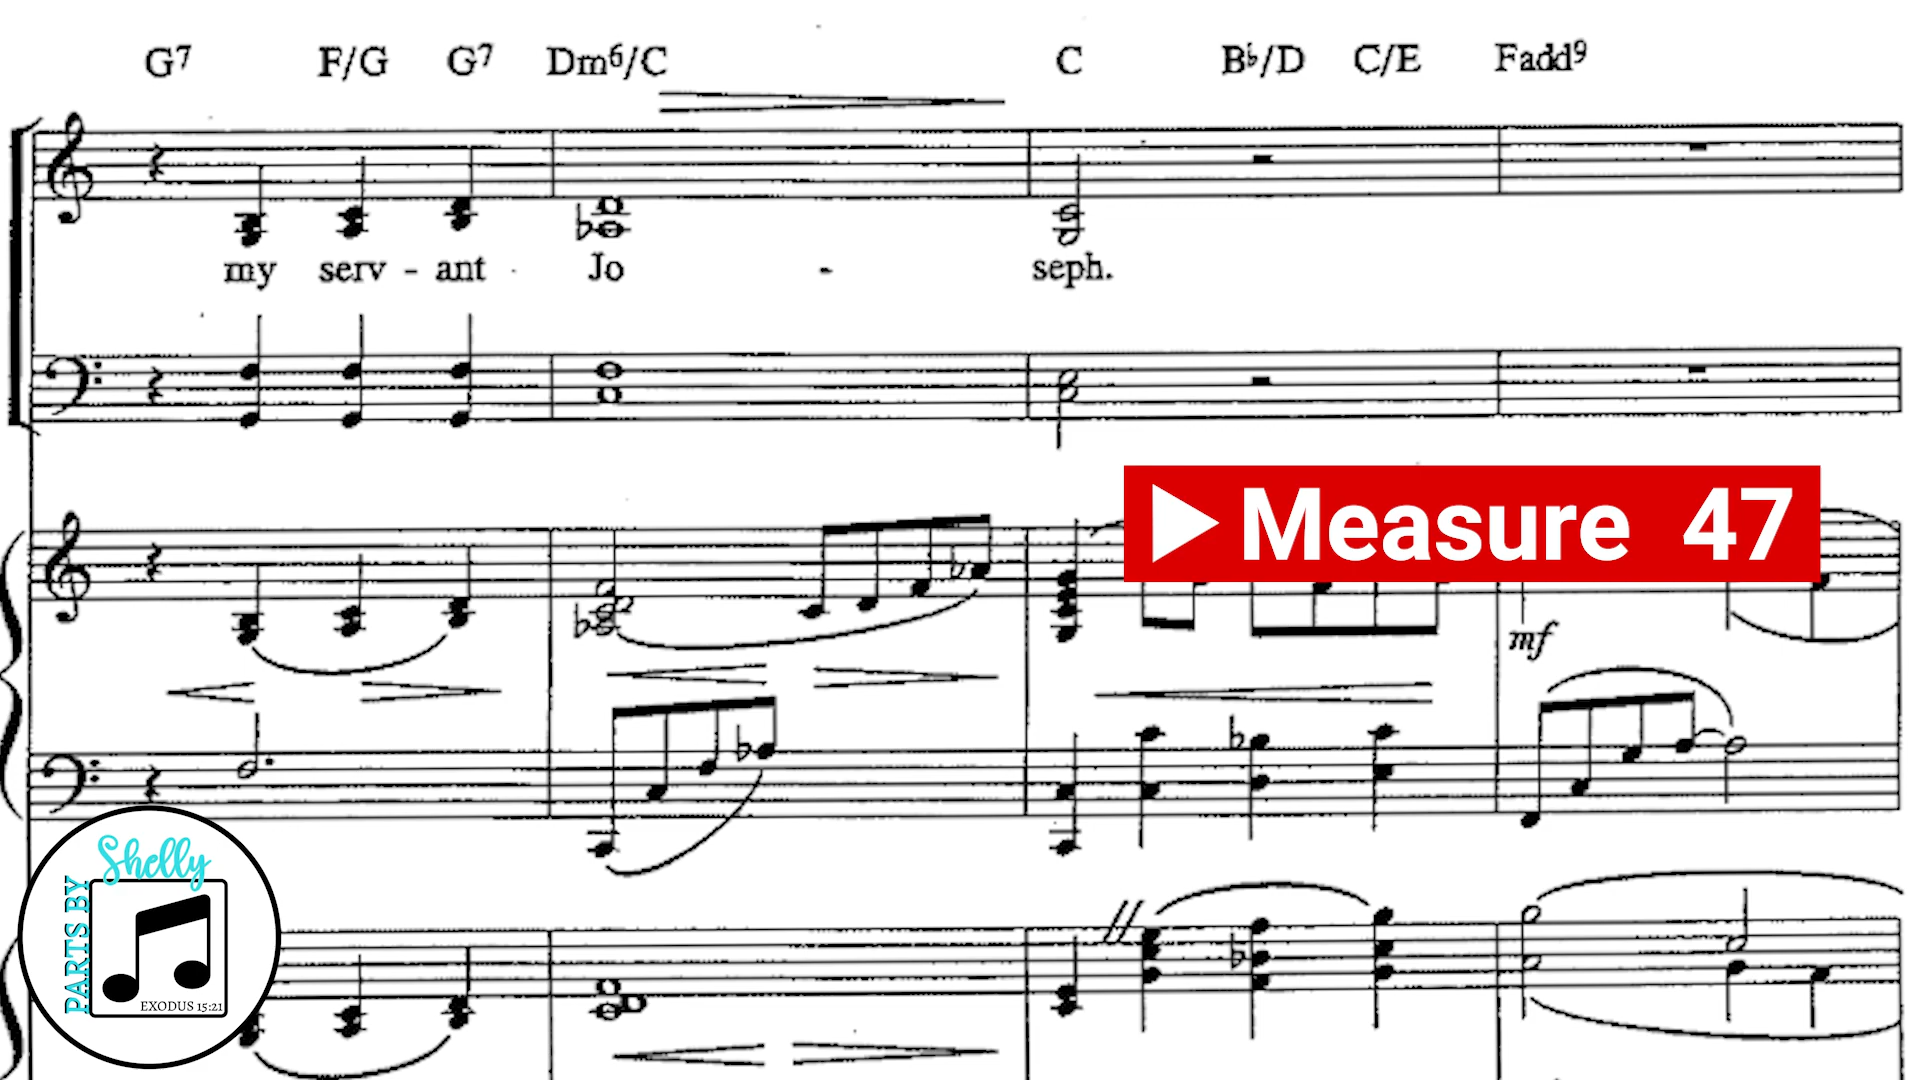 G7 F/G G7 Dm6/C C B♭/D C/E Fadd9
my serv - ant Jo - seph.
Measure 47
mf
Shelly
PARTS BY
EXODUS 15:21